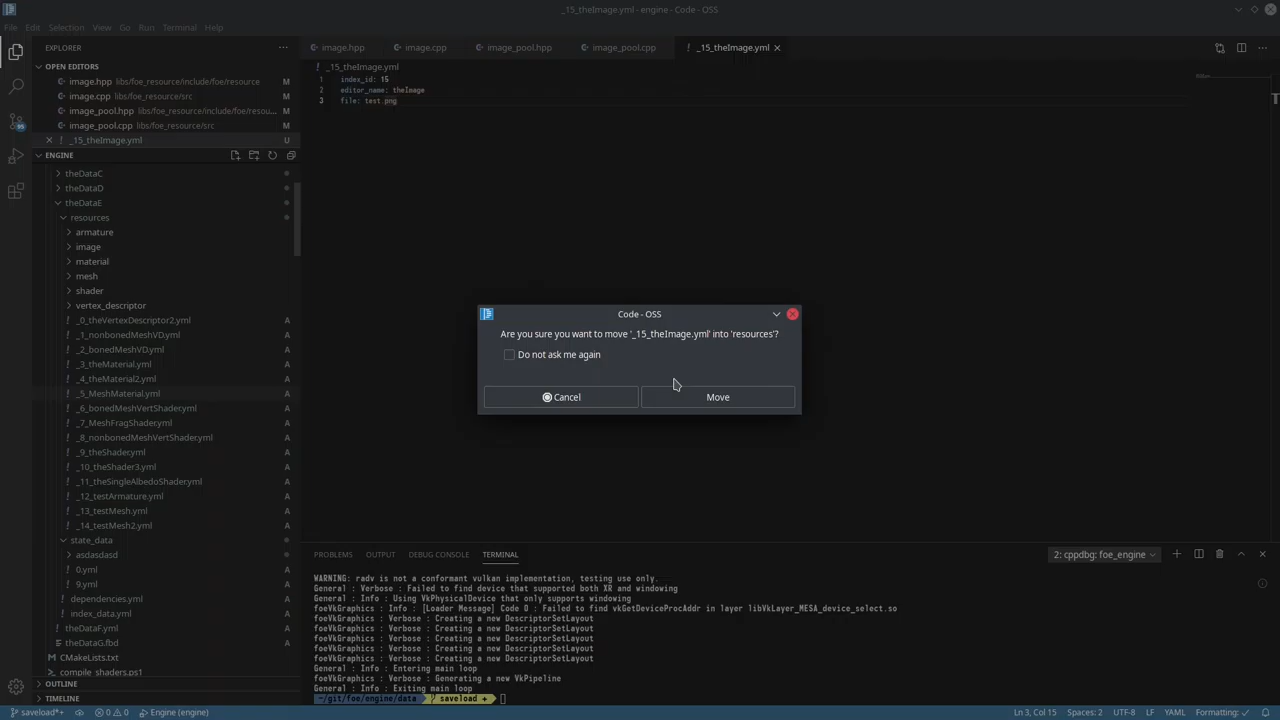 _15_theImage.yml - engine - Code - OSS
File Edit Selection View Go Run Terminal Help
EXPLORER
image.hpp
image.cpp
image_pool.hpp
image_pool.cpp
_15_theImage.yml
OPEN EDITORS
image.hpp libs/foe_resource/include/foe/resource M
image.cpp libs/foe_resource/src M
image_pool.hpp libs/foe_resource/include/foe/resou... M
image_pool.cpp libs/foe_resource/src M
_15_theImage.yml U
_15_theImage.yml
1 index_id: 15
2 editor_name: theImage
3 file: test.png
ENGINE
theDataC
theDataD
theDataE
resources
armature
image
material
mesh
shader
vertex_descriptor
_0_theVertexDescriptor2.yml A
_1_nonbonedMeshVD.yml A
_2_bonedMeshVD.yml A
_3_theMaterial.yml A
_4_theMaterial2.yml A
_5_MeshMaterial.yml A
_6_bonedMeshVertShader.yml A
_7_MeshFragShader.yml A
_8_nonbonedMeshVertShader.yml A
_9_theShader.yml A
_10_theShader3.yml A
_11_theSingleAlbedoShader.yml A
_12_testArmature.yml A
_13_testMesh.yml A
_14_testMesh2.yml A
state_data
asdasdasd
0.yml A
9.yml A
dependencies.yml A
index_data.yml A
theDataF.yml A
theDataG.fbd A
CMakeLists.txt
compile_shaders.ps1
OUTLINE
TIMELINE
Code - OSS
Are you sure you want to move '_15_theImage.yml' into 'resources'?
Do not ask me again
Cancel
Move
PROBLEMS OUTPUT DEBUG CONSOLE TERMINAL
2: cppdbg: foe_engine
WARNING: radv is not a conformant vulkan implementation, testing use only.
General : Verbose : Failed to find device that supported both XR and windowing
General : Info : Using VkPhysicalDevice that only supports windowing
foeVkGraphics : Info : [Loader Message] Code 0 : Failed to find vkGetDeviceProcAddr in layer libVkLayer_MESA_device_select.so
foeVkGraphics : Verbose : Creating a new DescriptorSetLayout
foeVkGraphics : Verbose : Creating a new DescriptorSetLayout
foeVkGraphics : Verbose : Creating a new DescriptorSetLayout
foeVkGraphics : Verbose : Creating a new DescriptorSetLayout
foeVkGraphics : Verbose : Creating a new DescriptorSetLayout
General : Info : Entering main loop
foeVkGraphics : Verbose : Generating a new VkPipeline
General : Info : Exiting main loop
~/git/foe/engine/data saveload +
saveload*+ 0 0 Engine (engine)
Ln 3, Col 15 Spaces: 2 UTF-8 LF YAML Formatting: ✓